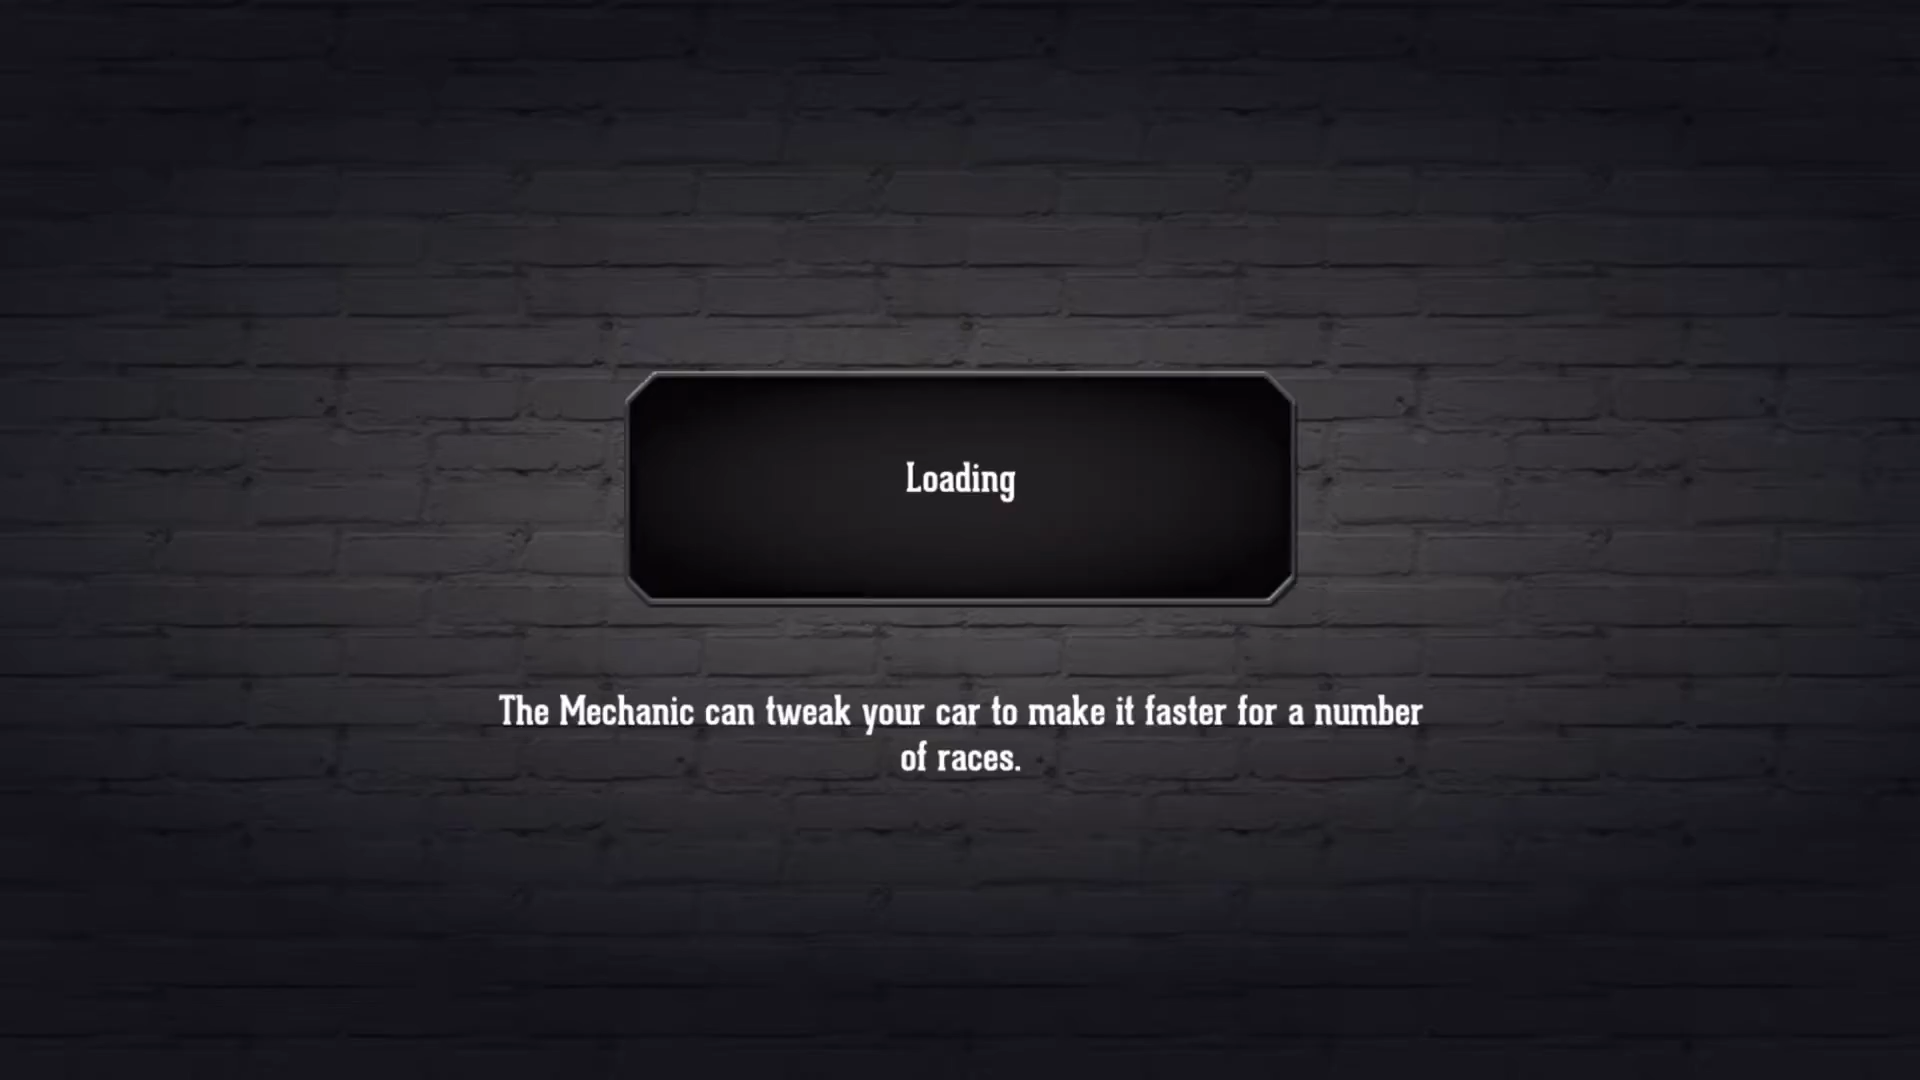 Loading
The Mechanic can tweak your car to make it faster for a number
of races.